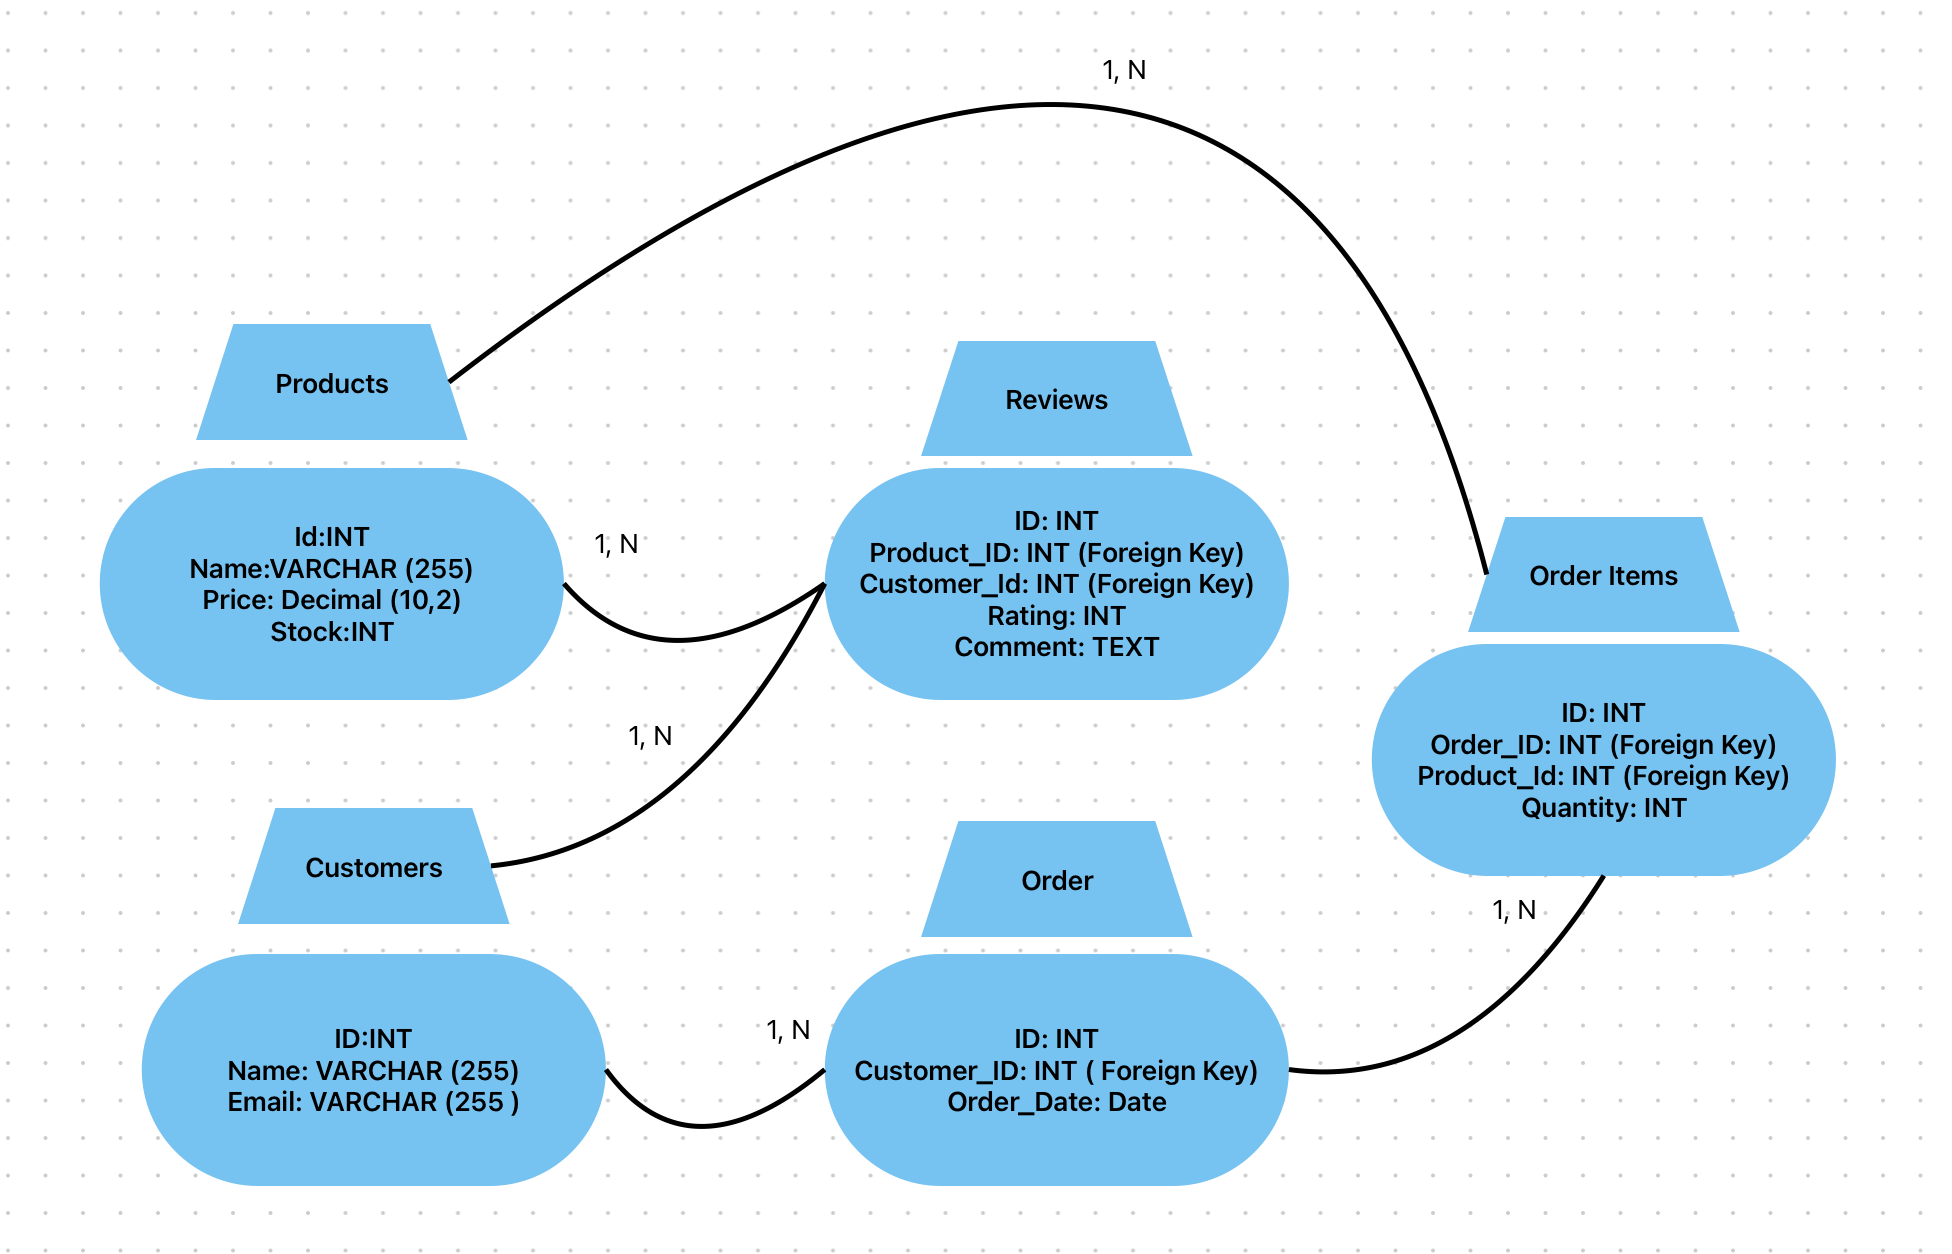 1, N
Products
Id:INT
Name:VARCHAR (255)
Price: Decimal (10,2)
Stock:INT
1, N
Reviews
ID: INT
Product_ID: INT (Foreign Key)
Customer_Id: INT (Foreign Key)
Rating: INT
Comment: TEXT
Order Items
ID: INT
Order_ID: INT (Foreign Key)
Product_Id: INT (Foreign Key)
Quantity: INT
1, N
Customers
ID:INT
Name: VARCHAR (255)
Email: VARCHAR (255 )
1, N
Order
ID: INT
Customer_ID: INT ( Foreign Key)
Order_Date: Date
1, N